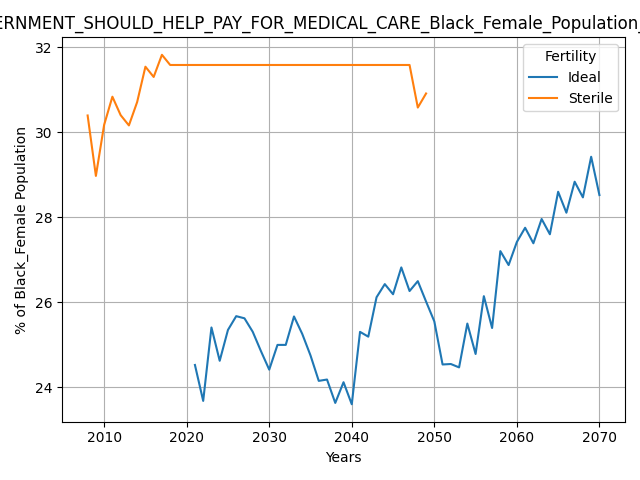 ERNMENT_SHOULD_HELP_PAY_FOR_MEDICAL_CARE_Black_Female_Population_
Fertility
Ideal
Sterile
% of Black_Female Population
32
30
28
26
24
2010 2020 2030 2040 2050 2060 2070
Years